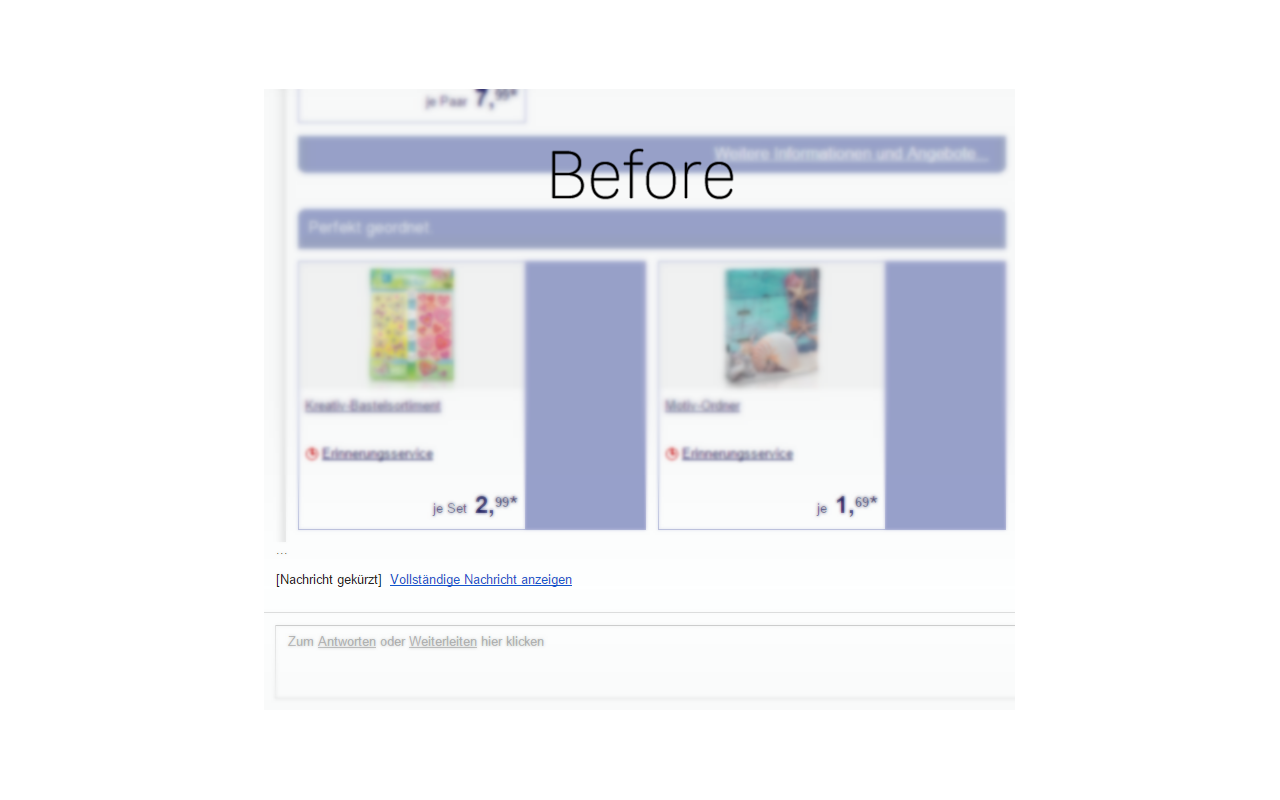 je Paar 7,99*
Weitere Informationen und Angebote...
Before
Perfekt geordnet.
Kreativ-Bastelsortiment
Motiv-Ordner
Erinnerungsservice
Erinnerungsservice
je Set 2,99*
je 1,69*
...
[Nachricht gekürzt] Vollständige Nachricht anzeigen
Zum Antworten oder Weiterleiten hier klicken